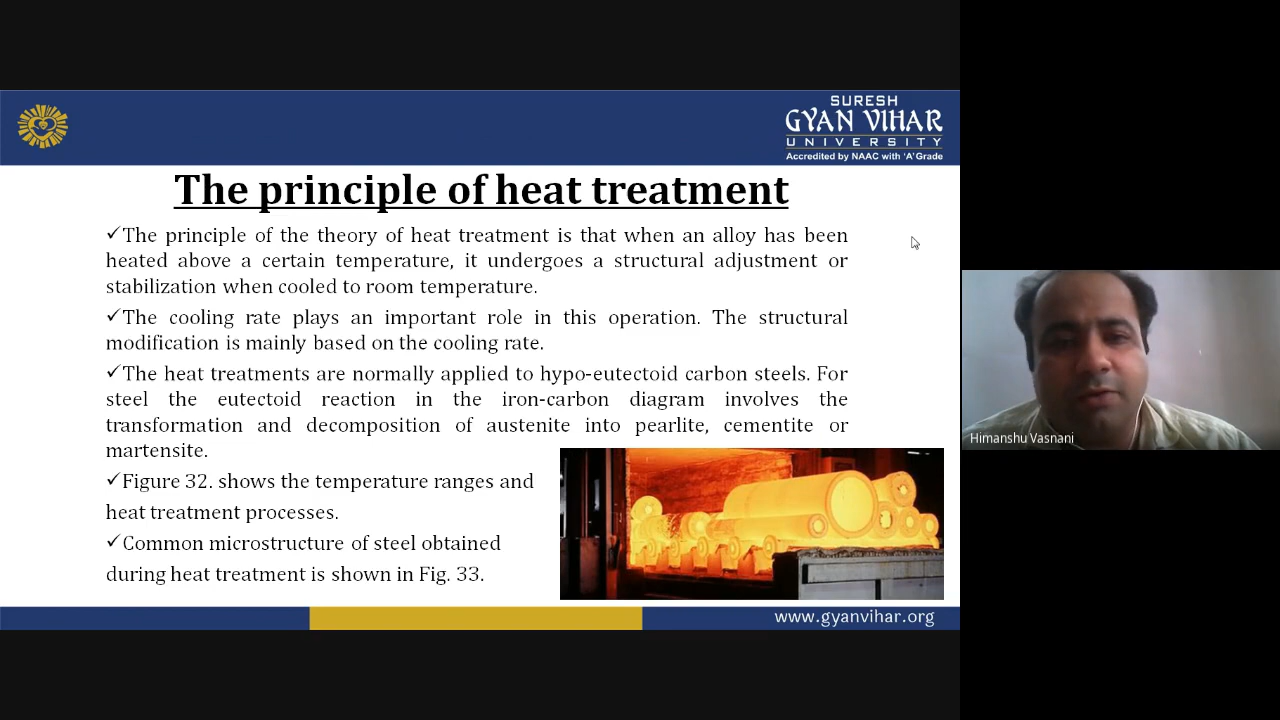 SURESH
GYAN VIHAR
UNIVERSITY
Accredited by NAAC with 'A' Grade
The principle of heat treatment
✓The principle of the theory of heat treatment is that when an alloy has been
heated above a certain temperature, it undergoes a structural adjustment or
stabilization when cooled to room temperature.
✓The cooling rate plays an important role in this operation. The structural
modification is mainly based on the cooling rate.
✓The heat treatments are normally applied to hypo-eutectoid carbon steels. For
steel the eutectoid reaction in the iron-carbon diagram involves the
transformation and decomposition of austenite into pearlite, cementite or
martensite.
✓Figure 32. shows the temperature ranges and
heat treatment processes.
✓Common microstructure of steel obtained
during heat treatment is shown in Fig. 33.
www.gyanvihar.org
Himanshu Vasnani